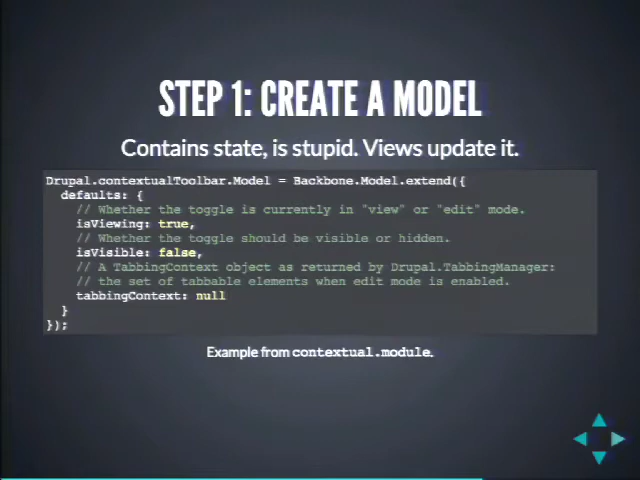 STEP 1: CREATE A MODEL
Contains state, is stupid. Views update it.
Drupal.contextualToolbar.Model = Backbone.Model.extend({
defaults: {
// Whether the toggle is currently in "view" or "edit" mode.
isViewing: true,
// Whether the toggle should be visible or hidden.
isVisible: false,
// A TabbingContext object as returned by Drupal.TabbingManager:
// the set of tabbable elements when edit mode is enabled.
tabbingContext: null
}
});
Example from contextual.module.